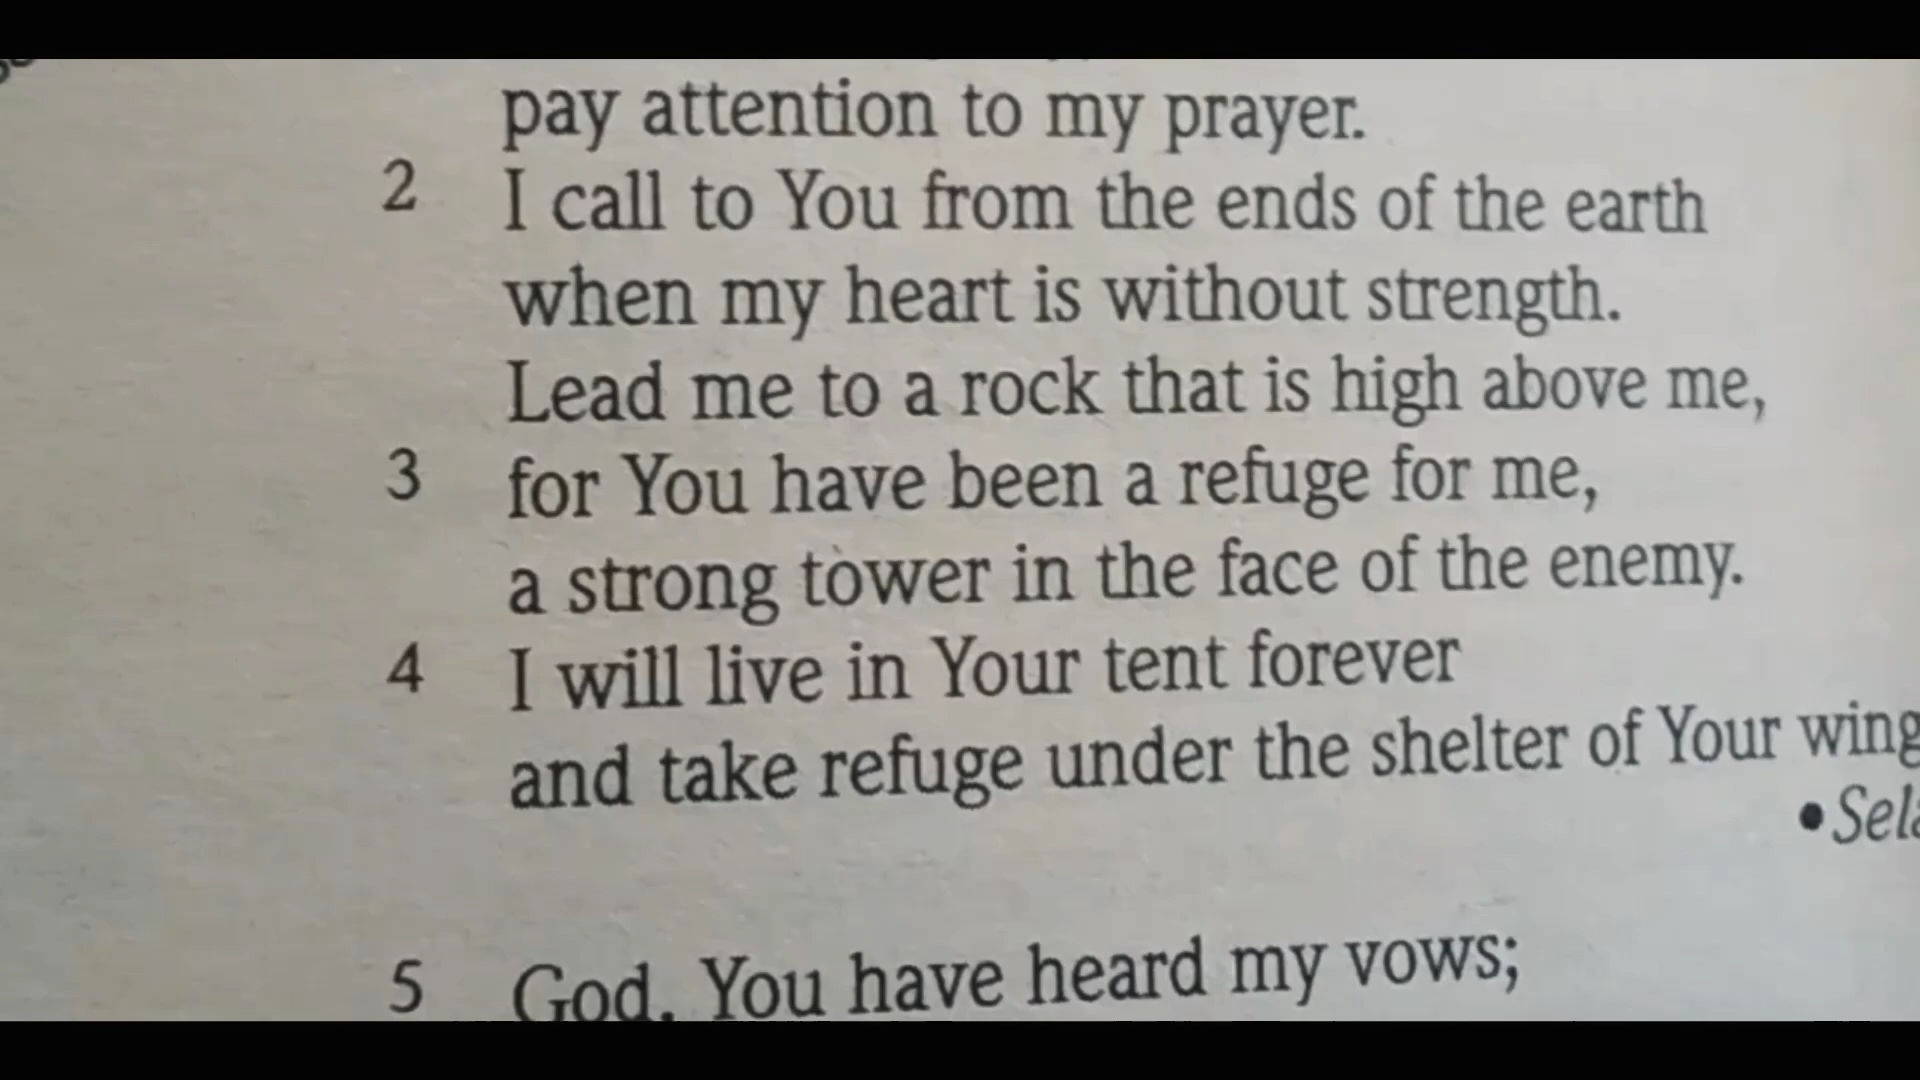 pay attention to my prayer.
2 I call to You from the ends of the earth
when my heart is without strength.
Lead me to a rock that is high above me,
3 for You have been a refuge for me,
a strong tower in the face of the enemy.
4 I will live in Your tent forever
and take refuge under the shelter of Your wing
•Sela
5 God, You have heard my vows;